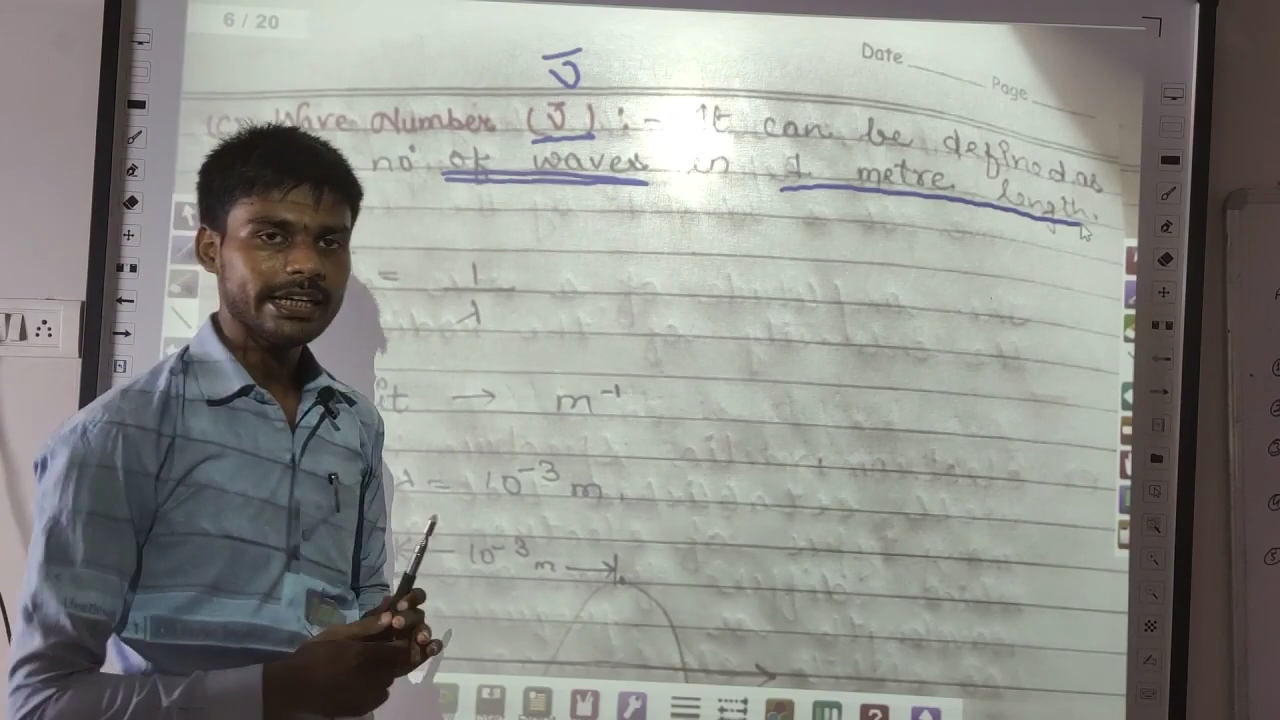 6 / 20
Date
Page
ν̅
(c) Wave Number (ν̅) :- It can be defined as
no of waves in 1 metre length.
= 1/λ
it → m⁻¹
λ = 10⁻³ m.
10⁻³ m →